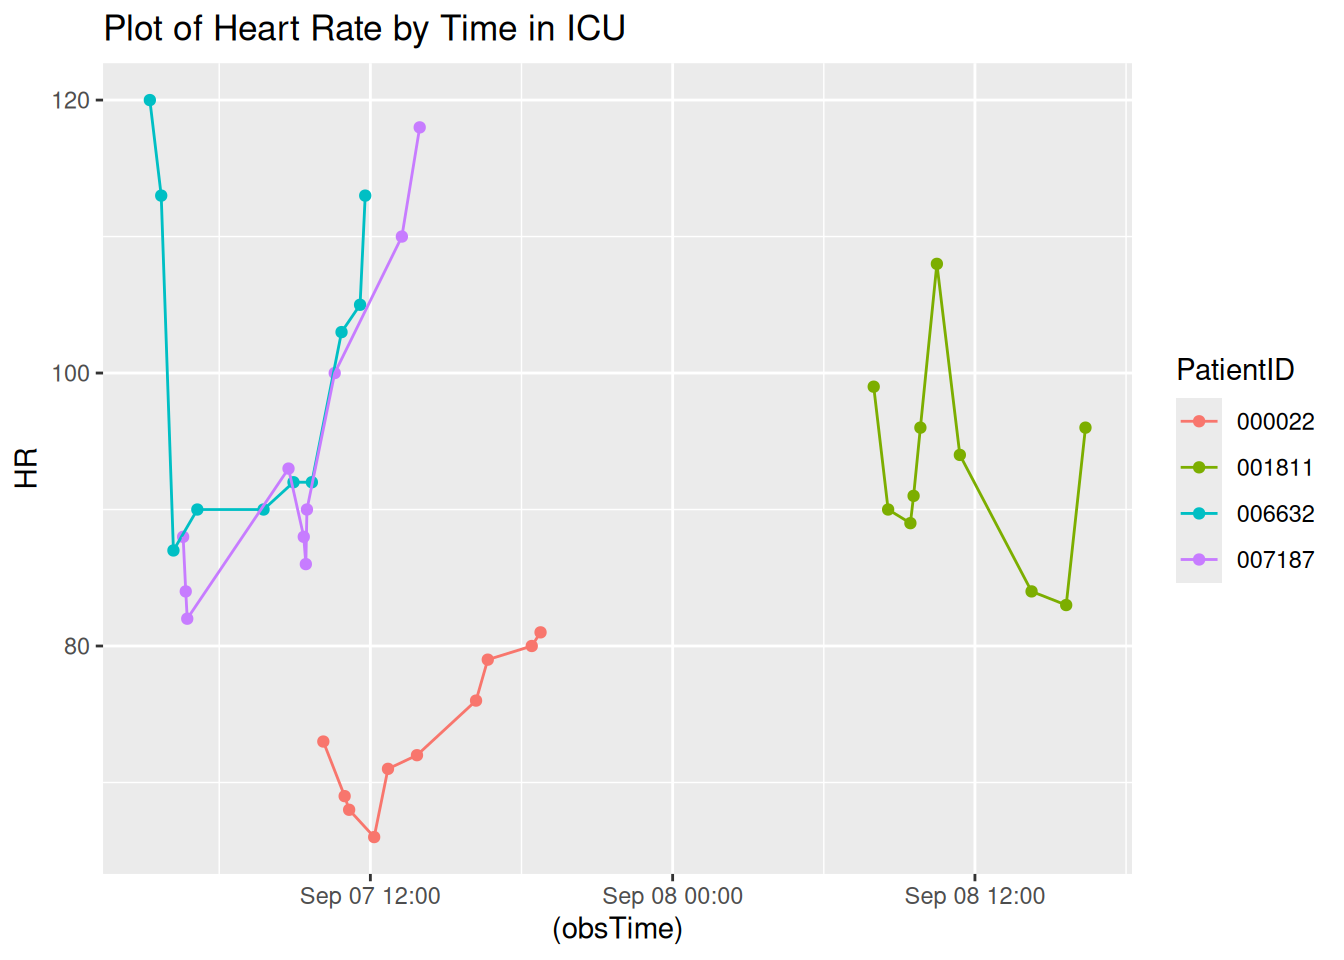 Plot of Heart Rate by Time in ICU
120
100
80
HR
Sep 07 12:00
Sep 08 00:00
Sep 08 12:00
(obsTime)
PatientID
000022
001811
006632
007187